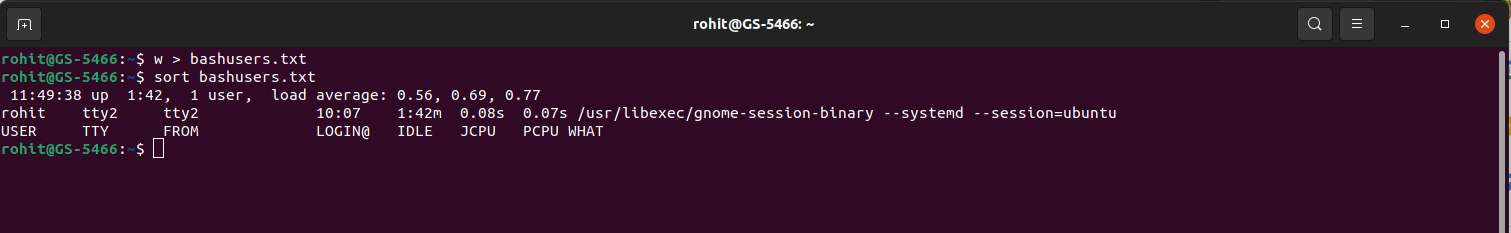 rohit@GS-5466: ~
rohit@GS-5466:~$ w > bashusers.txt
rohit@GS-5466:~$ sort bashusers.txt
 11:49:38 up  1:42,  1 user,  load average: 0.56, 0.69, 0.77
rohit    tty2     tty2             10:07    1:42m  0.08s  0.07s /usr/libexec/gnome-session-binary --systemd --session=ubuntu
USER     TTY      FROM             LOGIN@   IDLE   JCPU   PCPU WHAT
rohit@GS-5466:~$